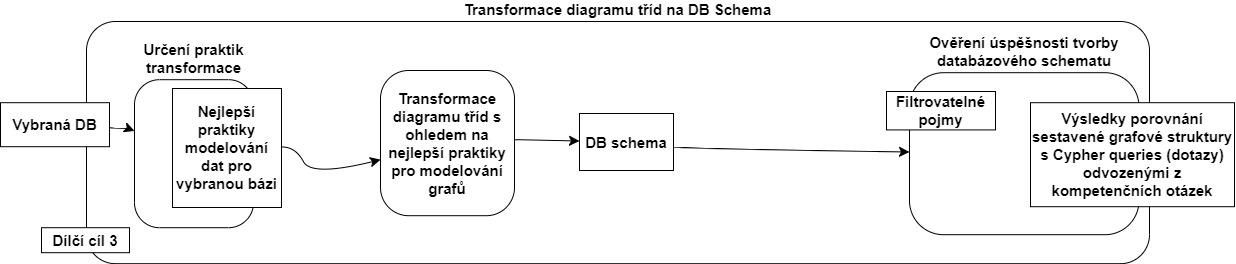 Transformace diagramu tříd na DB Schema
Určení praktik
transformace
Ověření úspěšnosti tvorby
databázového schematu
Vybraná DB
Nejlepší
praktiky
modelování
dat pro
vybranou bázi
Transformace
diagramu tříd s
ohledem na
nejlepší praktiky
pro modelování
grafů
DB schema
Filtrovatelné
pojmy
Výsledky porovnání
sestavené grafové struktury
s Cypher queries (dotazy)
odvozenými z
kompetenčních otázek
Dílčí cíl 3